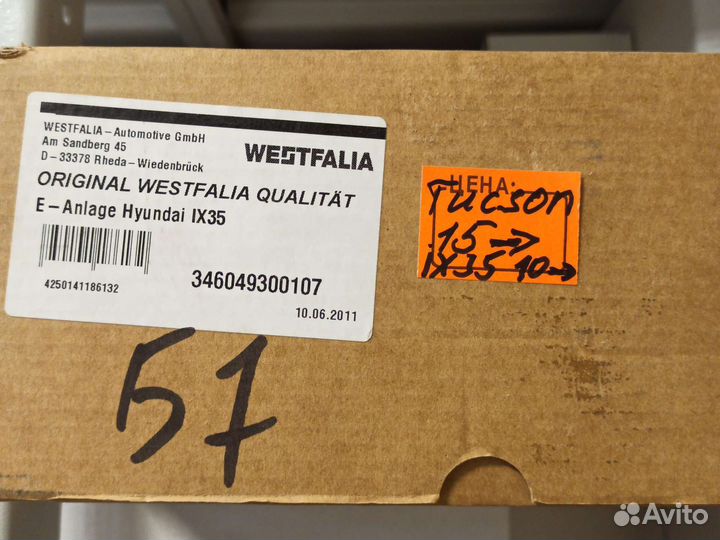 WESTFALIA – Automotive GmbH
Am Sandberg 45
D – 33378 Rheda – Wiedenbrück
WESTFALIA
ORIGINAL WESTFALIA QUALITÄT
E – Anlage Hyundai IX35
4250141186132
346049300107
10.06.2011
ЦЕНА:
Tucson
15 →
iX35 10 →
57
Avito